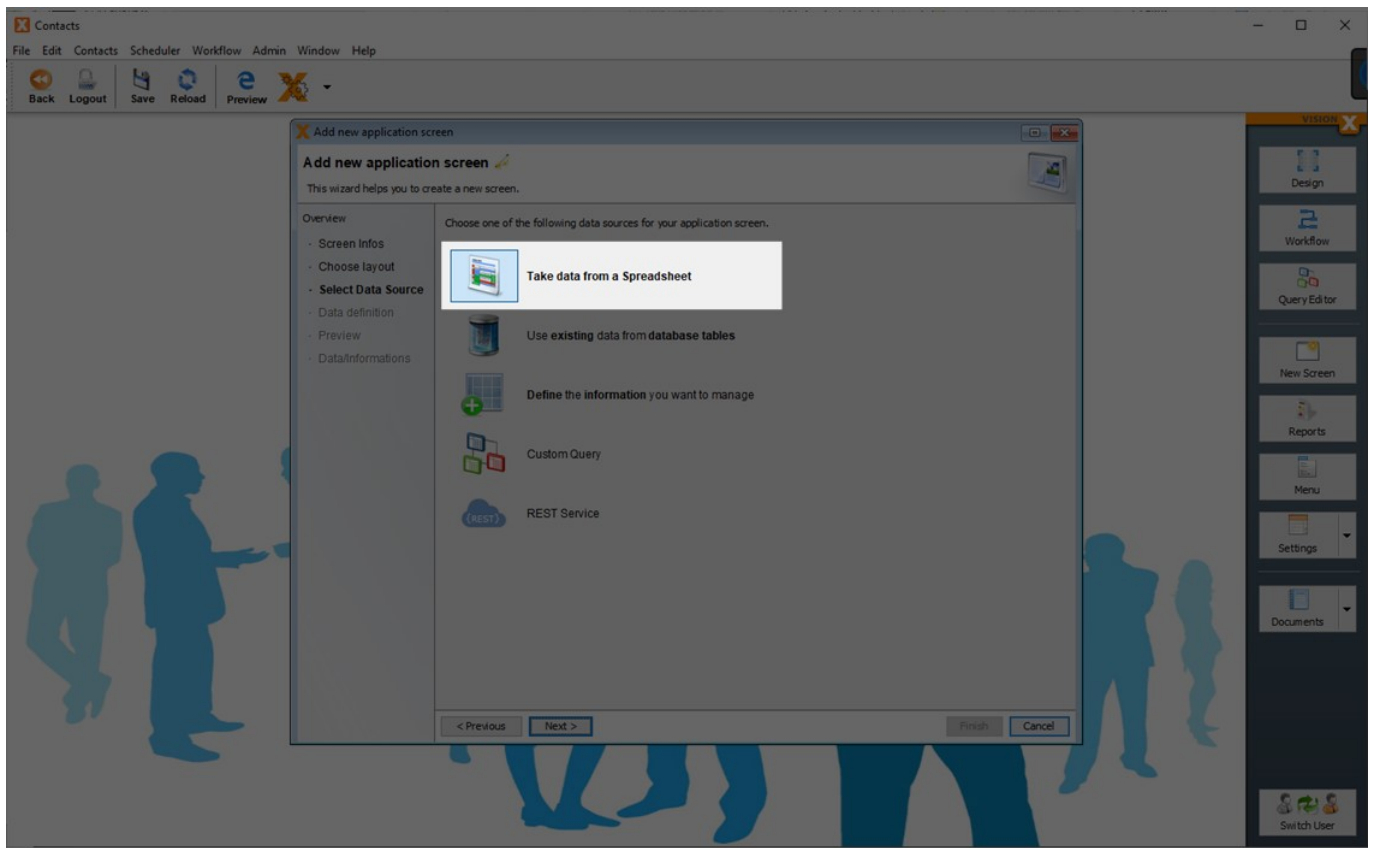 Contacts
File Edit Contacts Scheduler Workflow Admin Window Help
Back Logout Save Reload Preview
VISION X
Add new application screen
Add new application screen
This wizard helps you to create a new screen.
Overview
· Screen Infos
· Choose layout
· Select Data Source
· Data definition
· Preview
· Data/Informations
Choose one of the following data sources for your application screen.
Take data from a Spreadsheet
Use existing data from database tables
Define the information you want to manage
Custom Query
{REST} REST Service
< Previous Next > Finish Cancel
Design
Workflow
Query Editor
New Screen
Reports
Menu
Settings
Documents
Switch User